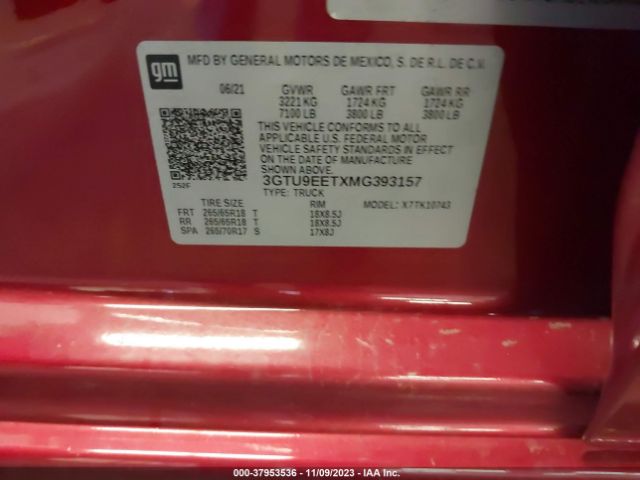 gm
MFD BY GENERAL MOTORS DE MEXICO, S. DE R.L. DE C.V.
06/21 GVWR GAWR FRT GAWR RR
3221 KG 1724 KG 1724 KG
7100 LB 3800 LB 3800 LB
THIS VEHICLE CONFORMS TO ALL
APPLICABLE U.S. FEDERAL MOTOR
VEHICLE SAFETY STANDARDS IN EFFECT
ON THE DATE OF MANUFACTURE
SHOWN ABOVE.
252F
3GTU9EETXMG393157
TYPE: TRUCK MODEL: X7TK10743
TIRE SIZE RIM
FRT 265/65R18 T 18X8.5J
RR 265/65R18 T 18X8.5J
SPA 265/70R17 S 17X8J
000-37953536 - 11/09/2023 - IAA Inc.